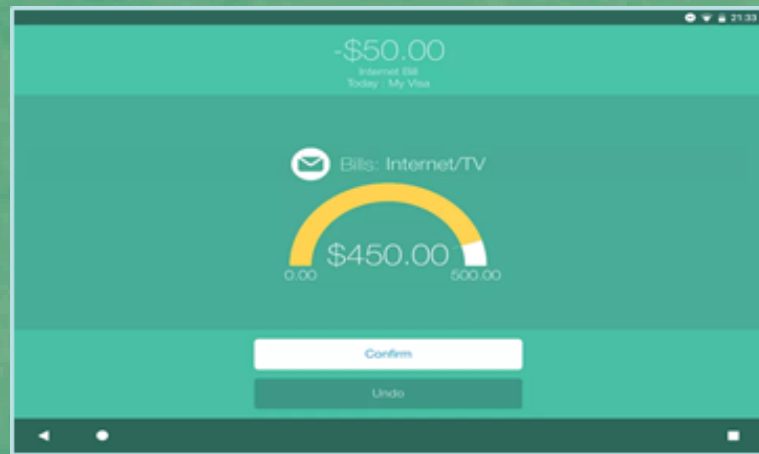 21:33
-$50.00
Internet Bill
Today : My Visa
Bills: Internet/TV
$450.00
0.00
500.00
Confirm
Undo